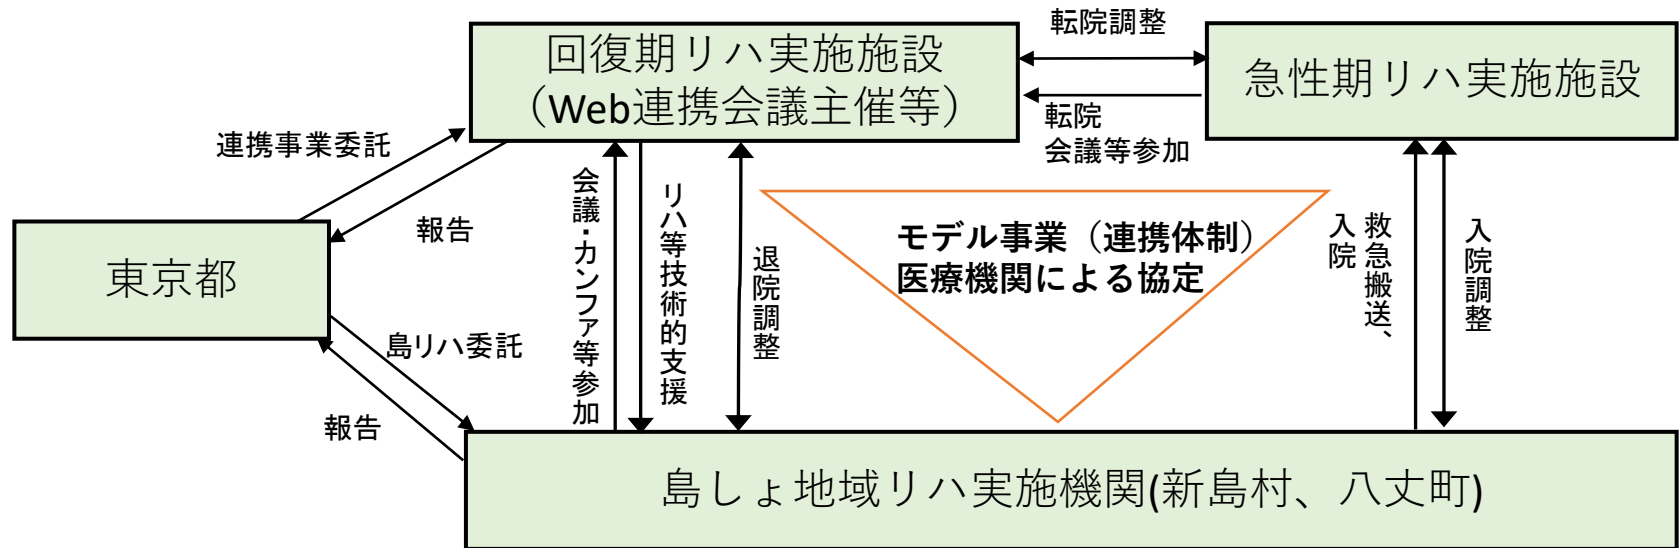 転院調整
回復期リハ実施施設
（Web連携会議主催等）
急性期リハ実施施設
転院
会議等参加
連携事業委託
報告
東京都
島リハ委託
報告
会議・カンファ等参加
リハ等技術的支援
退院調整
モデル事業（連携体制）
医療機関による協定
救急搬送、
入院
入院調整
島しょ地域リハ実施機関(新島村、八丈町)